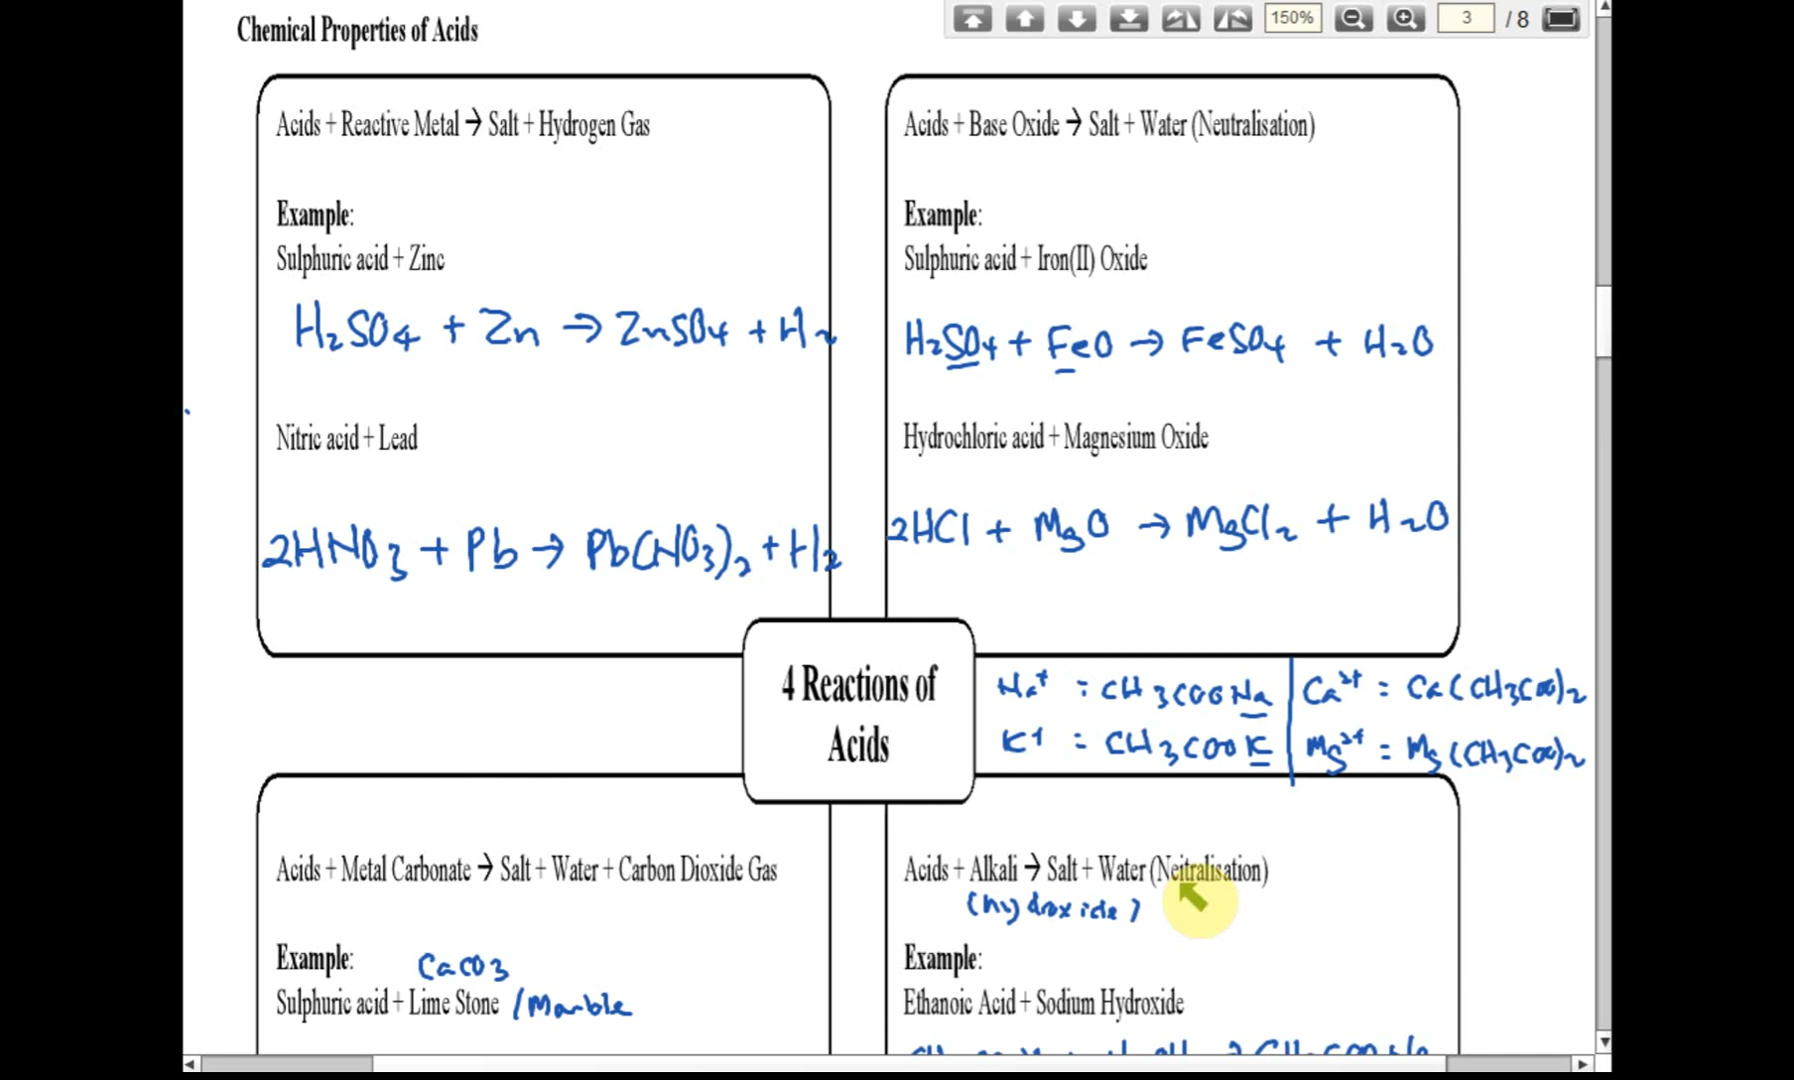 Chemical Properties of Acids
150%
3 / 8
Acids + Reactive Metal → Salt + Hydrogen Gas
Example:
Sulphuric acid + Zinc
H₂SO₄ + Zn → ZnSO₄ + H₂
Nitric acid + Lead
2HNO₃ + Pb → Pb(NO₃)₂ + H₂
Acids + Base Oxide → Salt + Water (Neutralisation)
Example:
Sulphuric acid + Iron(II) Oxide
H₂SO₄ + FeO → FeSO₄ + H₂O
Hydrochloric acid + Magnesium Oxide
2HCl + MgO → MgCl₂ + H₂O
4 Reactions of
Acids
Na⁺ = CH₃COONa
K⁺ = CH₃COOK
Ca²⁺ = Ca(CH₃COO)₂
Mg²⁺ = Mg(CH₃COO)₂
Acids + Metal Carbonate → Salt + Water + Carbon Dioxide Gas
Example:
CaCO₃
Sulphuric acid + Lime Stone / Marble
Acids + Alkali → Salt + Water (Neitralisation)
(hydroxide)
Example:
Ethanoic Acid + Sodium Hydroxide